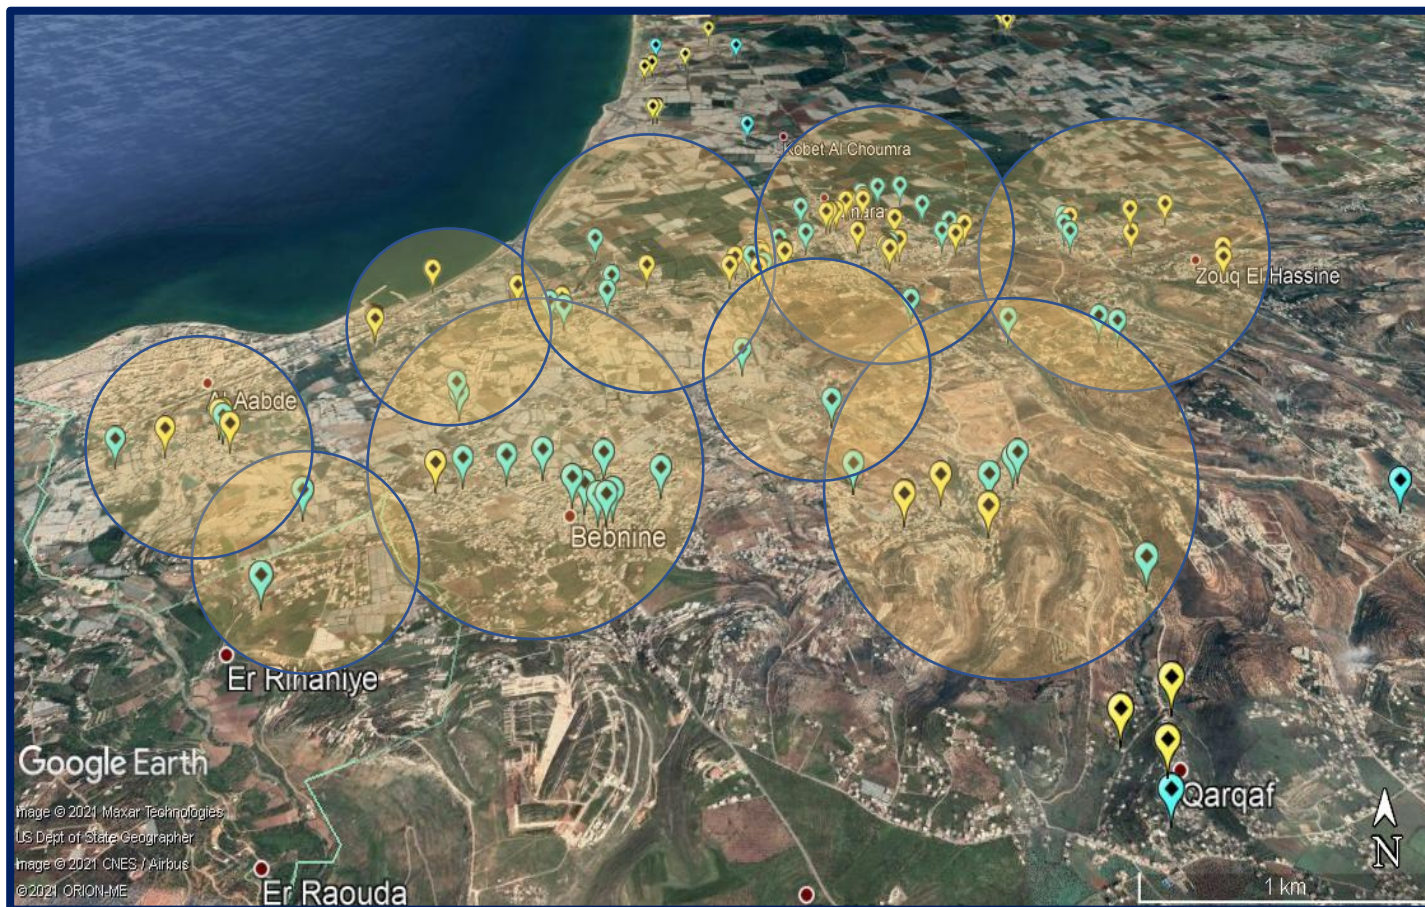 Kobet Al Choumra
Zouq El Hassine
Aabde
Bebnine
Er Rihaniye
Google Earth
Qarqaf
Image © 2021 Maxar Technologies
US Dept of State Geographer
Image © 2021 CNES / Airbus
© 2021 ORION-ME
Er Raouda
N
1 km